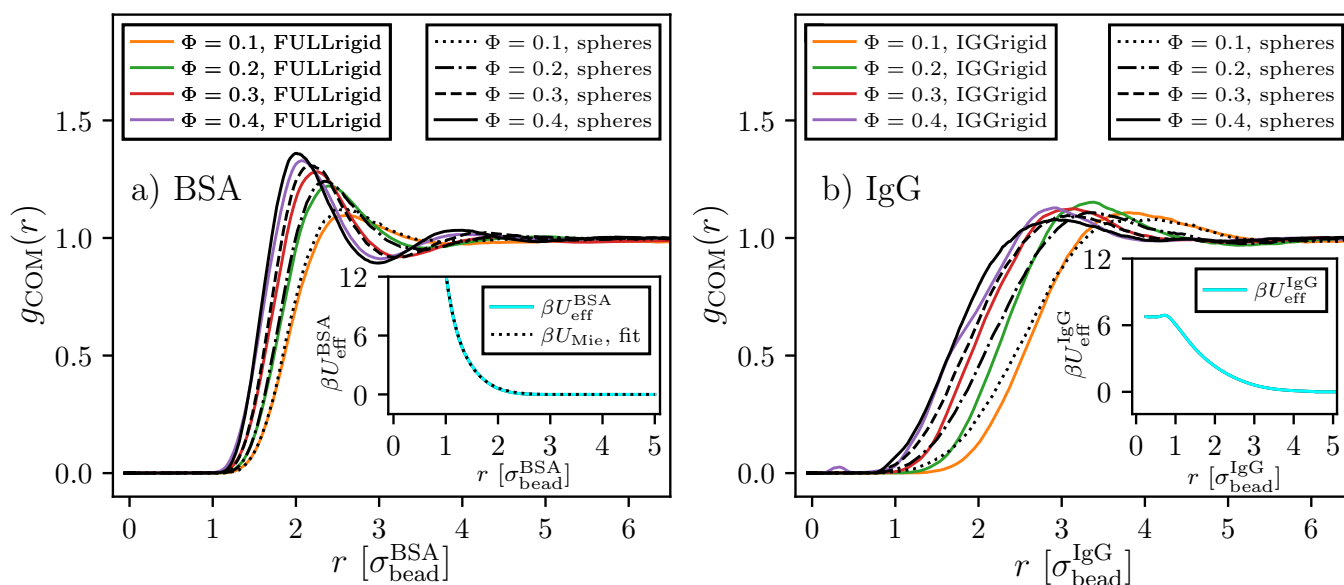 Φ = 0.1, FULLrigid
Φ = 0.2, FULLrigid
Φ = 0.3, FULLrigid
Φ = 0.4, FULLrigid
Φ = 0.1, spheres
Φ = 0.2, spheres
Φ = 0.3, spheres
Φ = 0.4, spheres
a) BSA
1.5
1.0
0.5
0.0
g_COM(r)
0 1 2 3 4 5 6
r [σ_bead^BSA]
12
6
0
βU_eff^BSA
βU_eff^BSA
βU_Mie, fit
0 1 2 3 4 5
r [σ_bead^BSA]
Φ = 0.1, IGGrigid
Φ = 0.2, IGGrigid
Φ = 0.3, IGGrigid
Φ = 0.4, IGGrigid
Φ = 0.1, spheres
Φ = 0.2, spheres
Φ = 0.3, spheres
Φ = 0.4, spheres
b) IgG
1.5
1.0
0.5
0.0
g_COM(r)
0 1 2 3 4 5 6
r [σ_bead^IgG]
12
6
0
βU_eff^IgG
βU_eff^IgG
0 1 2 3 4 5
r [σ_bead^IgG]